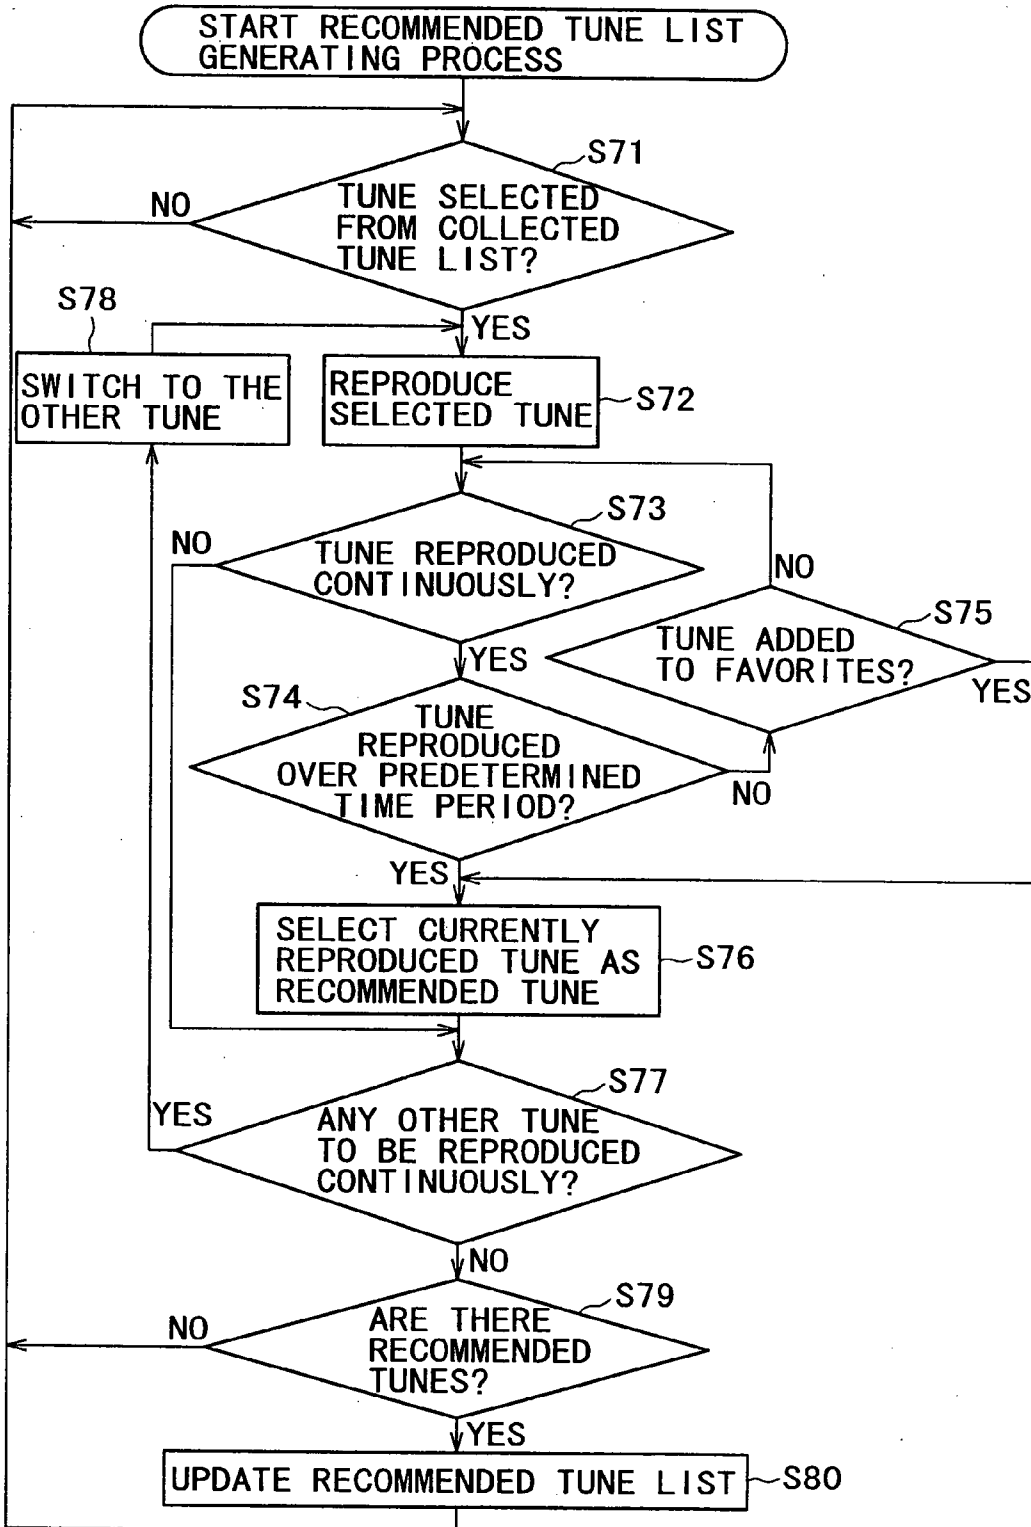 START RECOMMENDED TUNE LIST
GENERATING PROCESS
S71
NO
TUNE SELECTED
FROM COLLECTED
TUNE LIST?
S78
YES
SWITCH TO THE
OTHER TUNE
REPRODUCE
SELECTED TUNE
S72
S73
NO
TUNE REPRODUCED
CONTINUOUSLY?
NO
S75
TUNE ADDED
TO FAVORITES?
YES
YES
S74
TUNE
REPRODUCED
OVER PREDETERMINED
TIME PERIOD?
NO
YES
SELECT CURRENTLY
REPRODUCED TUNE AS
RECOMMENDED TUNE
S76
S77
YES
ANY OTHER TUNE
TO BE REPRODUCED
CONTINUOUSLY?
NO
S79
NO
ARE THERE
RECOMMENDED
TUNES?
YES
UPDATE RECOMMENDED TUNE LIST
S80